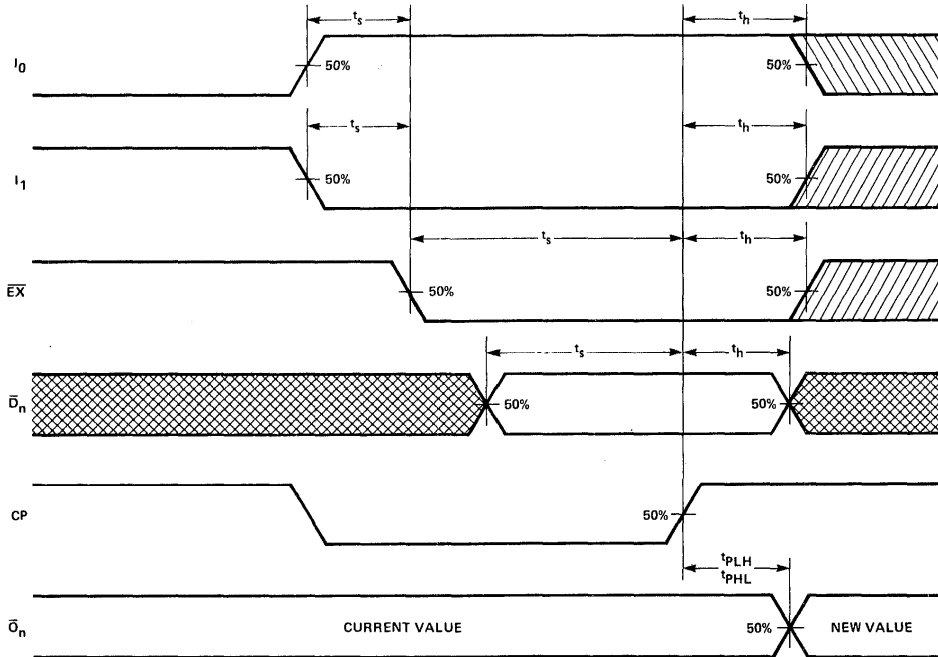 ts th
I0 50% 50%
ts th
I1 50% 50%
ts th
EX 50% 50%
ts th
Dn 50% 50%
CP 50%
tPLH
tPHL
On CURRENT VALUE 50% NEW VALUE